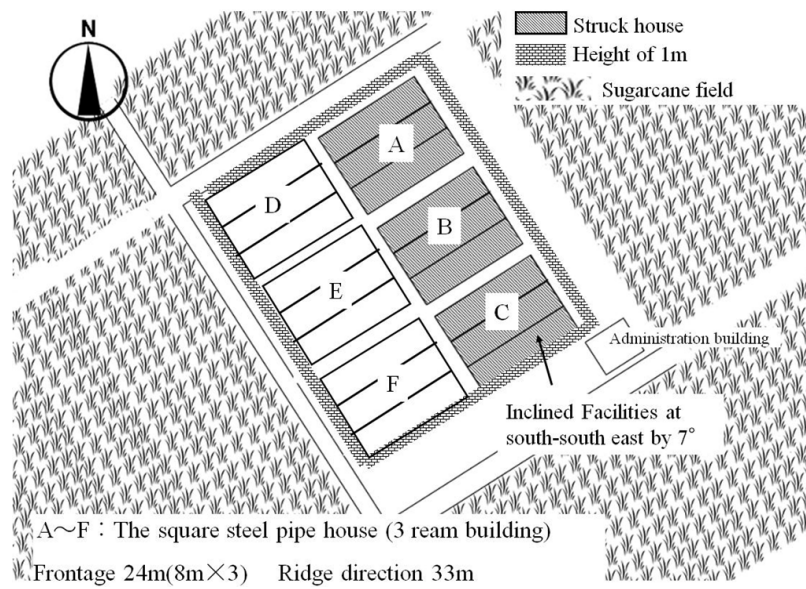 N
Struck house
Height of 1m
Sugarcane field
A
D
B
E
C
F
Administration building
Inclined Facilities at
south-south east by 7°
A～F：The square steel pipe house (3 ream building)
Frontage 24m(8m×3) Ridge direction 33m